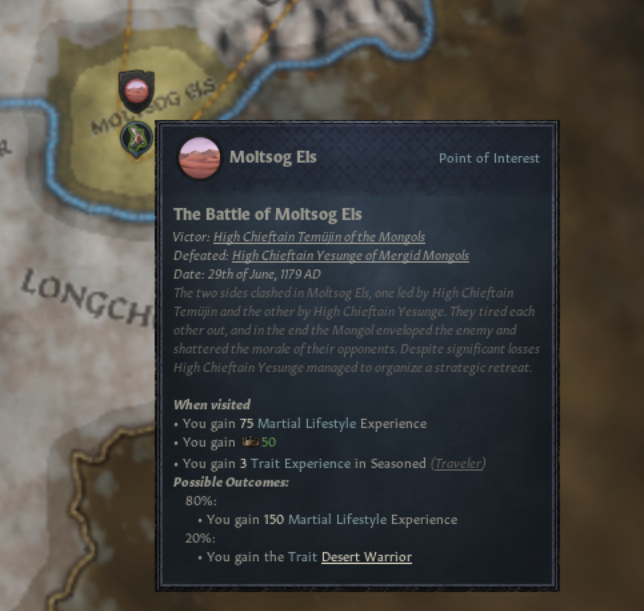 MOLTSOG ELS
Moltsog Els
Point of Interest
The Battle of Moltsog Els
Victor: High Chieftain Temüjin of the Mongols
Defeated: High Chieftain Yesunge of Mergid Mongols
Date: 29th of June, 1179 AD
The two sides clashed in Moltsog Els, one led by High Chieftain
Temüjin and the other by High Chieftain Yesunge. They tired each
other out, and in the end the Mongol enveloped the enemy and
shattered the morale of their opponents. Despite significant losses
High Chieftain Yesunge managed to organize a strategic retreat.
When visited
• You gain 75 Martial Lifestyle Experience
• You gain 50
• You gain 3 Trait Experience in Seasoned (Traveler)
Possible Outcomes:
80%:
• You gain 150 Martial Lifestyle Experience
20%:
• You gain the Trait Desert Warrior
LONGCH